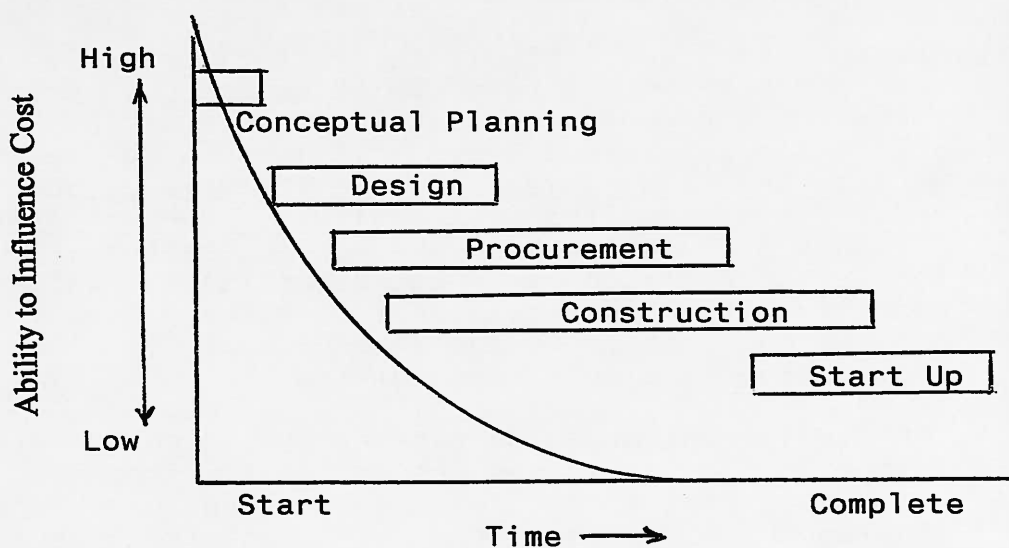 High
Ability to Influence Cost
Conceptual Planning
Design
Procurement
Construction
Start Up
Low
Start
Complete
Time